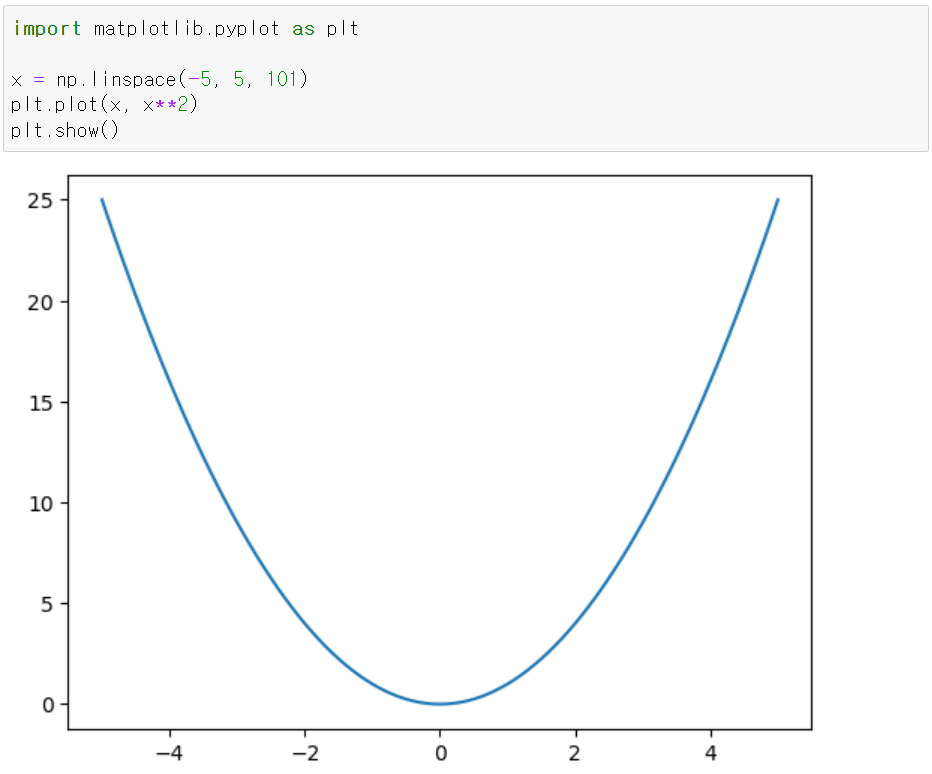 import matplotlib.pyplot as plt
x = np.linspace(-5, 5, 101)
plt.plot(x, x**2)
plt.show()
25
20
15
10
5
0
−4 −2 0 2 4